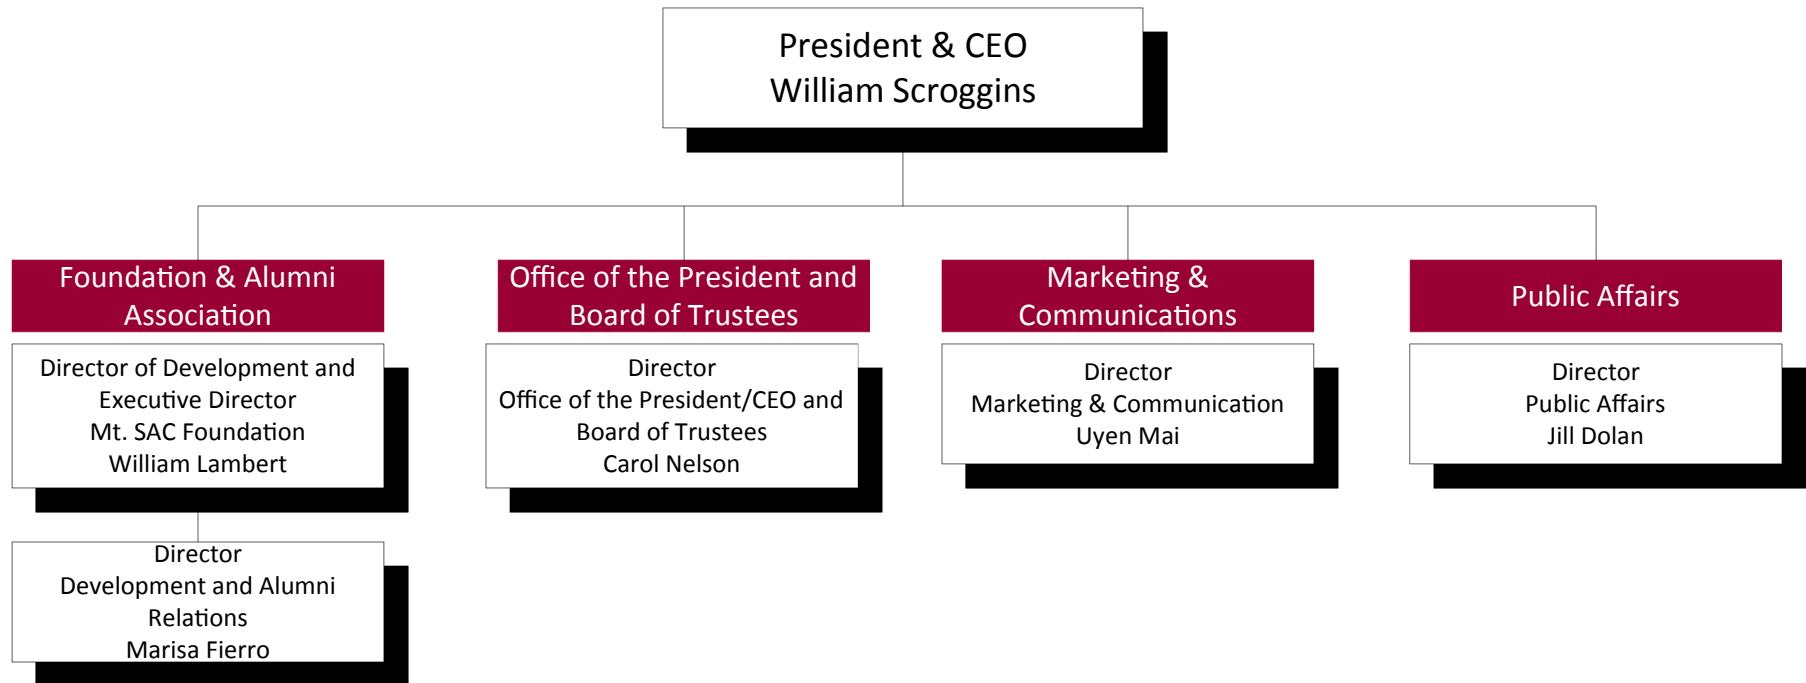 President & CEO
William Scroggins
Foundation & Alumni
Association
Director of Development and
Executive Director
Mt. SAC Foundation
William Lambert
Director
Development and Alumni
Relations
Marisa Fierro
Office of the President and
Board of Trustees
Director
Office of the President/CEO and
Board of Trustees
Carol Nelson
Marketing &
Communications
Director
Marketing & Communication
Uyen Mai
Public Affairs
Director
Public Affairs
Jill Dolan